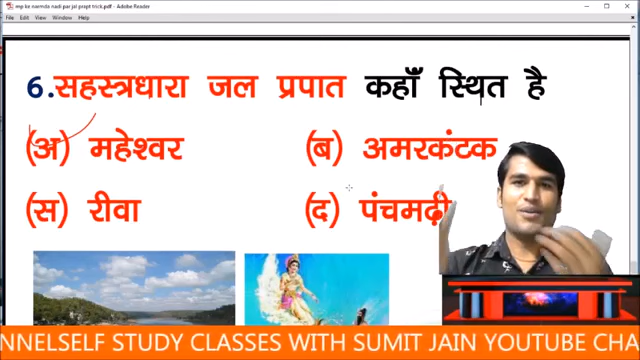 mp ke narmda nadi par jal prapt trick.pdf - Adobe Reader
File Edit View Window Help
6.सहस्त्रधारा जल प्रपात कहाँ स्थित है
(अ) महेश्वर (ब) अमरकंटक
(स) रीवा (द) पंचमढ़ी
NNELSELF STUDY CLASSES WITH SUMIT JAIN YOUTUBE CHA